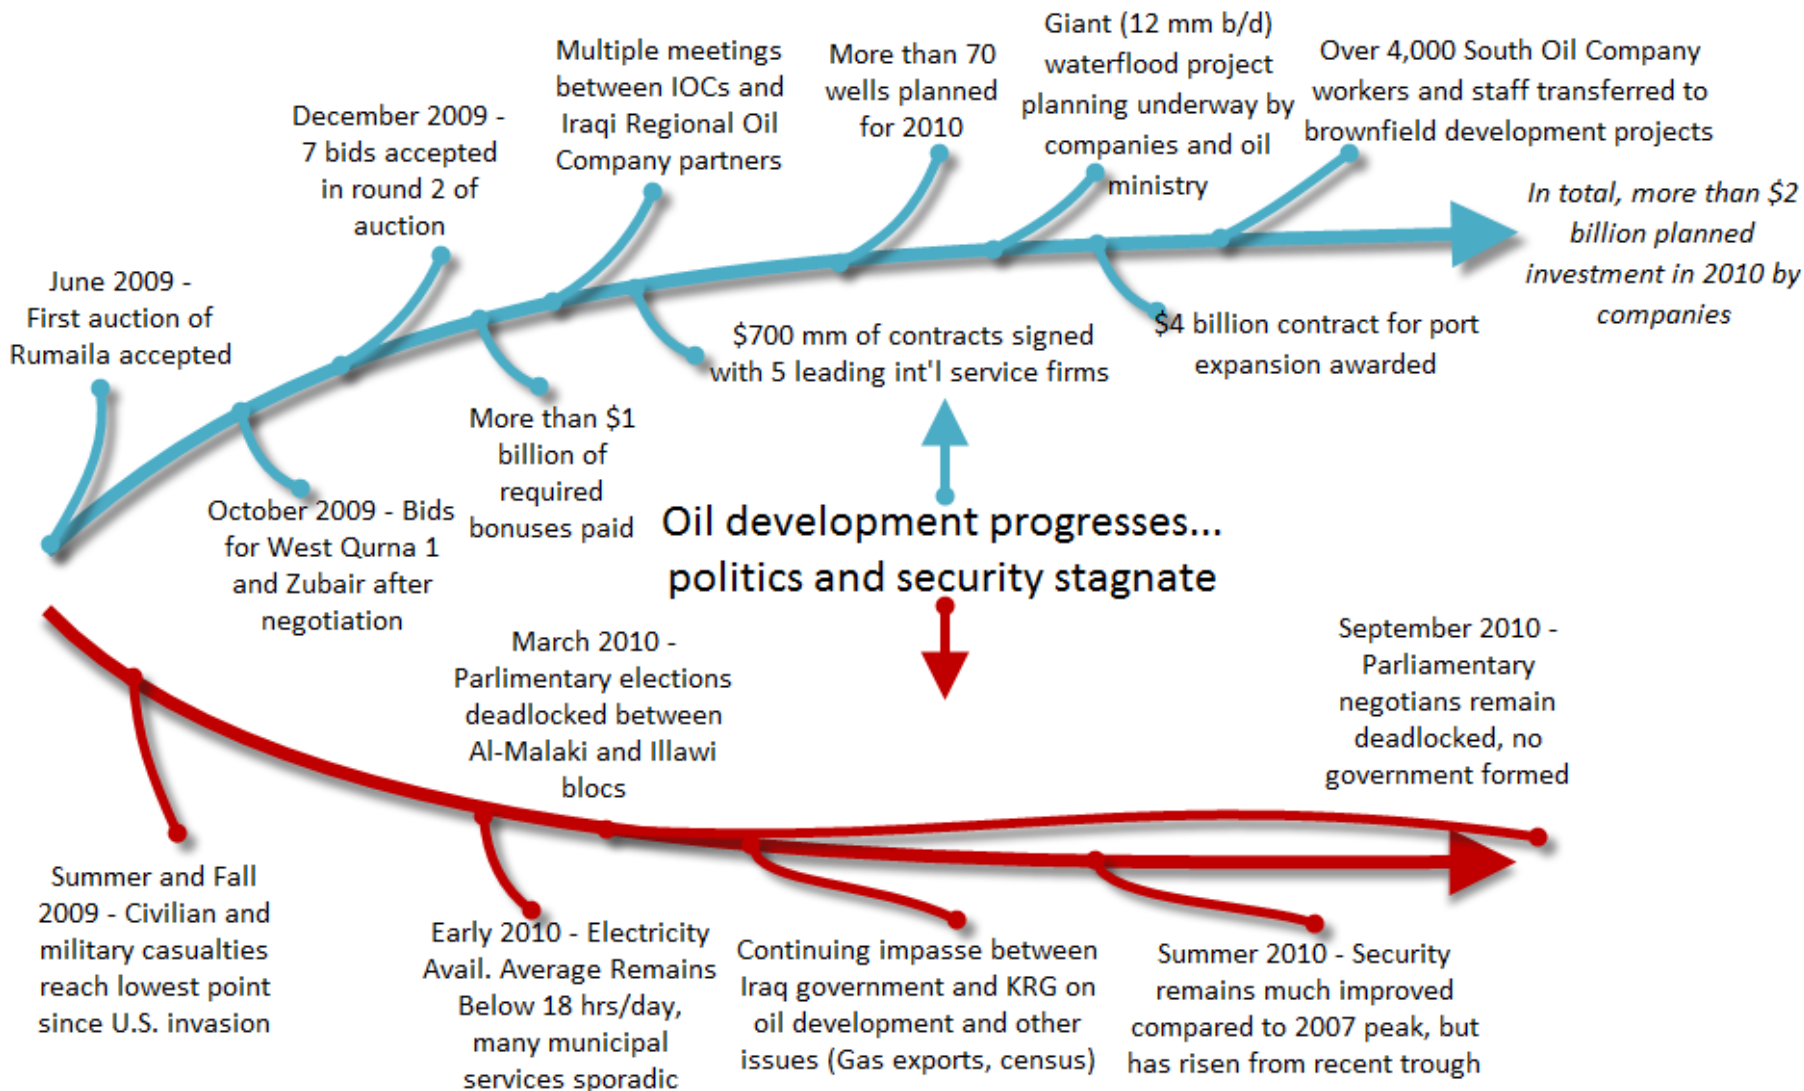 June 2009 -
First auction of
Rumaila accepted
December 2009 -
7 bids accepted
in round 2 of
auction
Multiple meetings
between IOCs and
Iraqi Regional Oil
Company partners
More than 70
wells planned
for 2010
Giant (12 mm b/d)
waterflood project
planning underway by
companies and oil
ministry
Over 4,000 South Oil Company
workers and staff transferred to
brownfield development projects
In total, more than $2
billion planned
investment in 2010 by
companies
October 2009 - Bids
for West Qurna 1
and Zubair after
negotiation
More than $1
billion of
required
bonuses paid
$700 mm of contracts signed
with 5 leading int'l service firms
$4 billion contract for port
expansion awarded
Oil development progresses...
politics and security stagnate
Summer and Fall
2009 - Civilian and
military casualties
reach lowest point
since U.S. invasion
March 2010 -
Parlimentary elections
deadlocked between
Al-Malaki and Illawi
blocs
September 2010 -
Parliamentary
negotians remain
deadlocked, no
government formed
Early 2010 - Electricity
Avail. Average Remains
Below 18 hrs/day,
many municipal
services sporadic
Continuing impasse between
Iraq government and KRG on
oil development and other
issues (Gas exports, census)
Summer 2010 - Security
remains much improved
compared to 2007 peak, but
has risen from recent trough